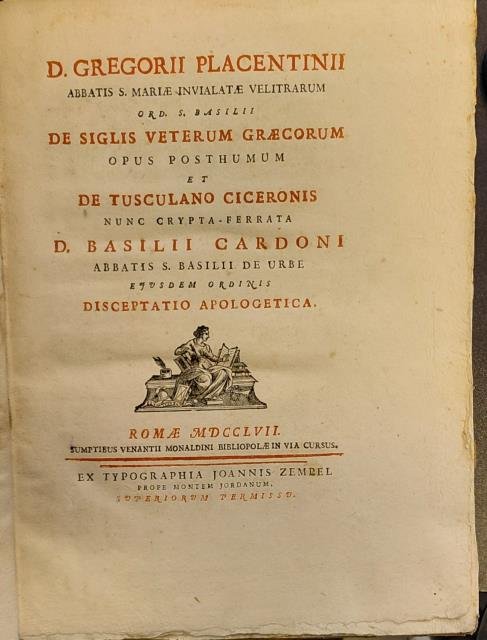 D. GREGORII PLACENTINII
ABBATIS S. MARIÆ INVIALATÆ VELITRARUM
ORD. S. BASILII
DE SIGLIS VETERUM GRÆCORUM
OPUS POSTHUMUM
ET
DE TUSCULANO CICERONIS
NUNC CRYPTA-FERRATA
D. BASILII CARDONI
ABBATIS S. BASILII DE URBE
EJUSDEM ORDINIS
DISCEPTATIO APOLOGETICA.
ROMÆ MDCCLVII.
SUMPTIBUS VENANTII MONALDINI BIBLIOPOLÆ IN VIA CURSUS.
EX TYPOGRAPHIA JOANNIS ZEMPEL
PROPE MONTEM JORDANUM.
SUPERIORUM PERMISSU.